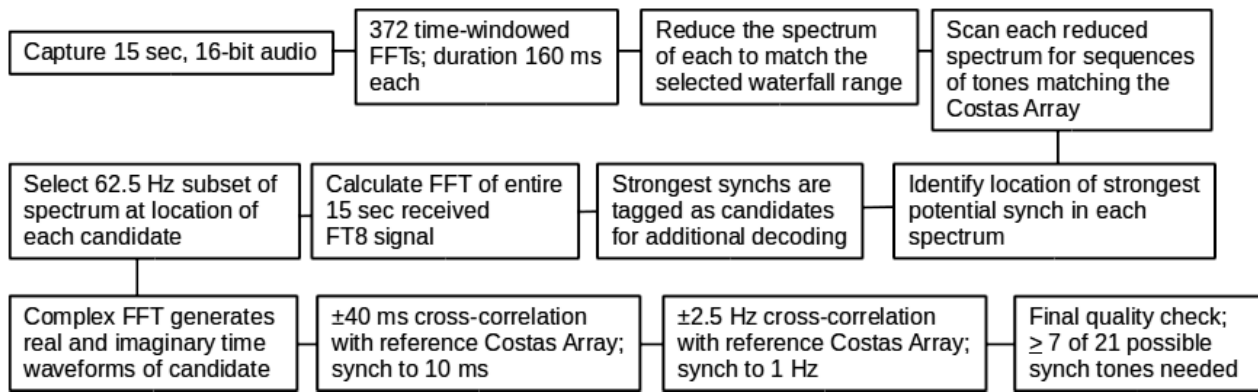 Capture 15 sec, 16-bit audio
372 time-windowed
FFTs; duration 160 ms
each
Reduce the spectrum
of each to match the
selected waterfall range
Scan each reduced
spectrum for sequences
of tones matching the
Costas Array
Select 62.5 Hz subset of
spectrum at location of
each candidate
Calculate FFT of entire
15 sec received
FT8 signal
Strongest synchs are
tagged as candidates
for additional decoding
Identify location of strongest
potential synch in each
spectrum
Complex FFT generates
real and imaginary time
waveforms of candidate
±40 ms cross-correlation
with reference Costas Array;
synch to 10 ms
±2.5 Hz cross-correlation
with reference Costas Array;
synch to 1 Hz
Final quality check;
≥ 7 of 21 possible
synch tones needed